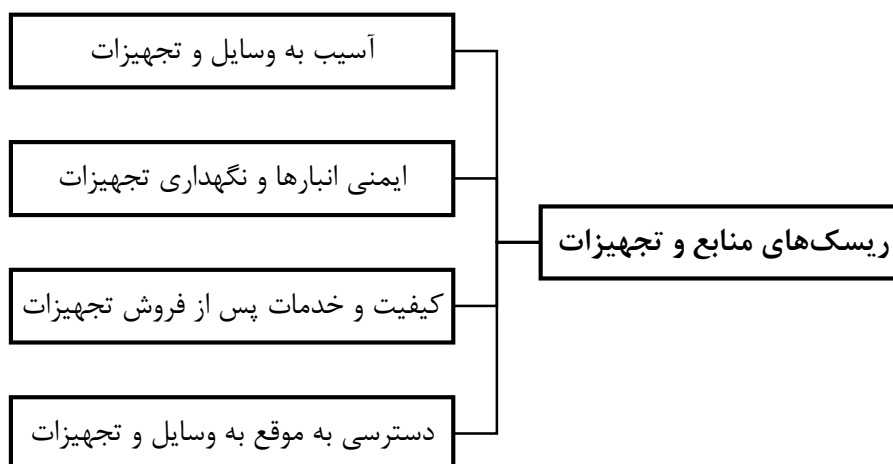 ریسک‌های منابع و تجهیزات
آسیب به وسایل و تجهیزات
ایمنی انبارها و نگهداری تجهیزات
کیفیت و خدمات پس از فروش تجهیزات
دسترسی به موقع به وسایل و تجهیزات